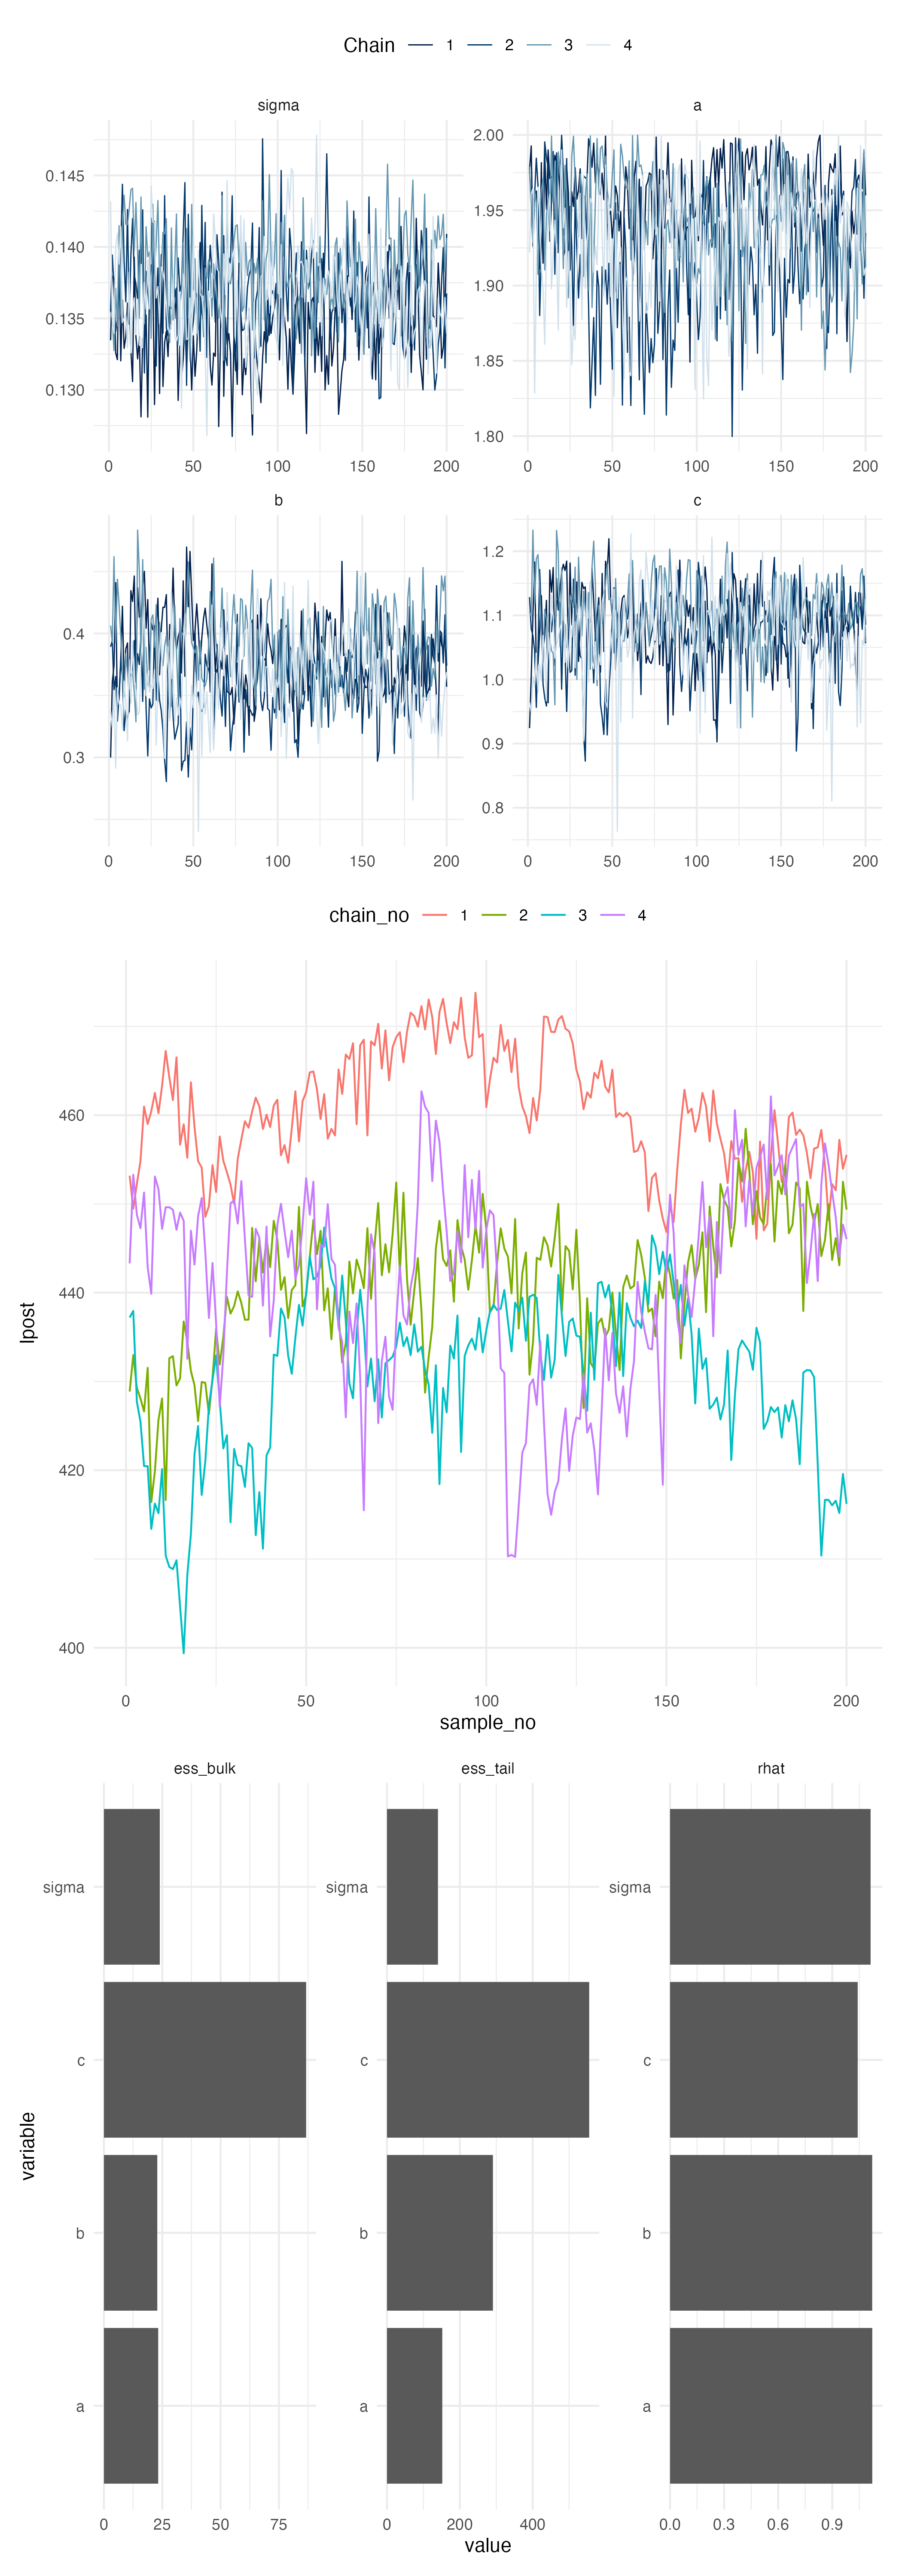 Chain 1 2 3 4
sigma a
0.145
0.140
0.135
0.130
2.00
1.95
1.90
1.85
1.80
0 50 100 150 200 0 50 100 150 200
b c
0.4
0.3
1.2
1.1
1.0
0.9
0.8
0 50 100 150 200 0 50 100 150 200
chain_no 1 2 3 4
lpost
460
440
420
400
0 50 100 150 200
sample_no
ess_bulk ess_tail rhat
variable
sigma sigma sigma
c c c
b b b
a a a
0 25 50 75 0 200 400 0.0 0.3 0.6 0.9
value